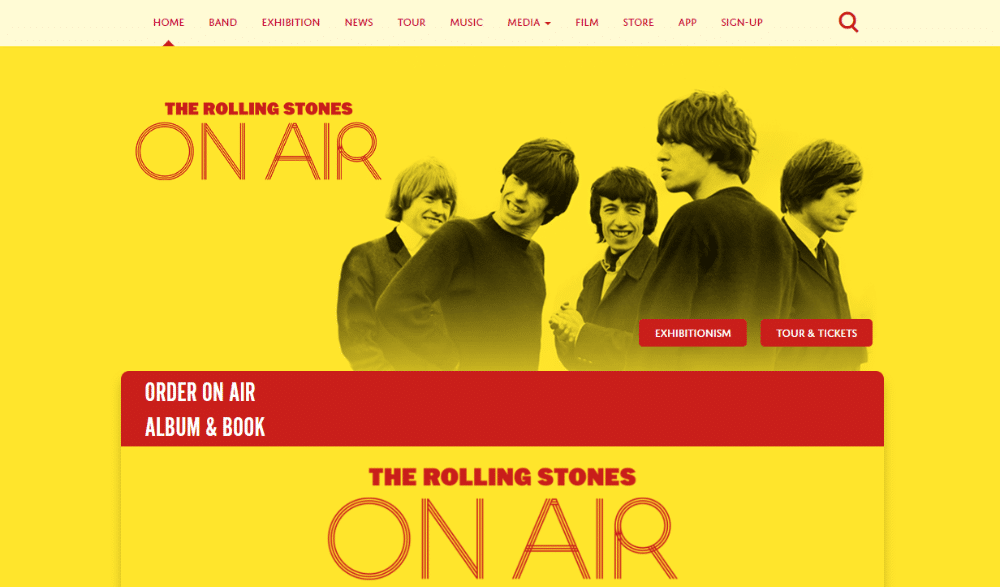 HOME BAND EXHIBITION NEWS TOUR MUSIC MEDIA FILM STORE APP SIGN-UP
THE ROLLING STONES
ON AIR
EXHIBITIONISM TOUR & TICKETS
ORDER ON AIR
ALBUM & BOOK
THE ROLLING STONES
ON AIR